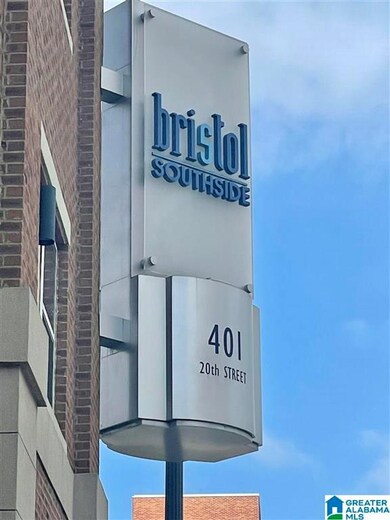 bristol
SOUTHSIDE
401
20th STREET
GREATER
ALABAMA
MLS